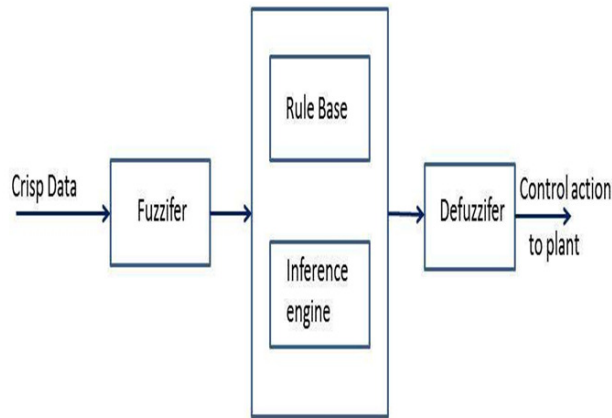 Crisp Data
Fuzzifer
Rule Base
Inference
engine
Defuzzifer
Control action
to plant